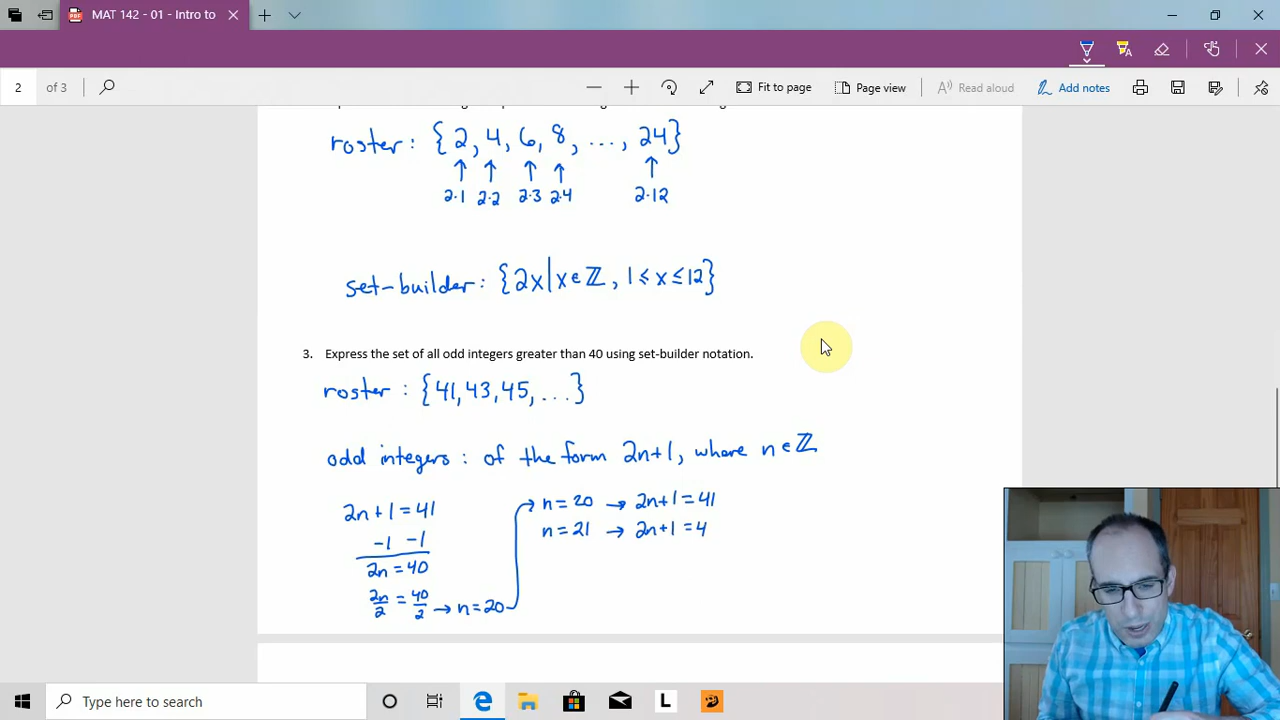 MAT 142 - 01 - Intro to
2 of 3
Fit to page
Page view
Read aloud
Add notes
roster: {2, 4, 6, 8, ..., 24}
2·1 2·2 2·3 2·4 2·12
set-builder: {2x|x∈ℤ, 1≤x≤12}
3. Express the set of all odd integers greater than 40 using set-builder notation.
roster: {41, 43, 45, ...}
odd integers: of the form 2n+1, where n∈ℤ
2n+1=41
-1 -1
2n=40
2n/2 = 40/2 → n=20
n=20 → 2n+1=41
n=21 → 2n+1=4
Type here to search
L